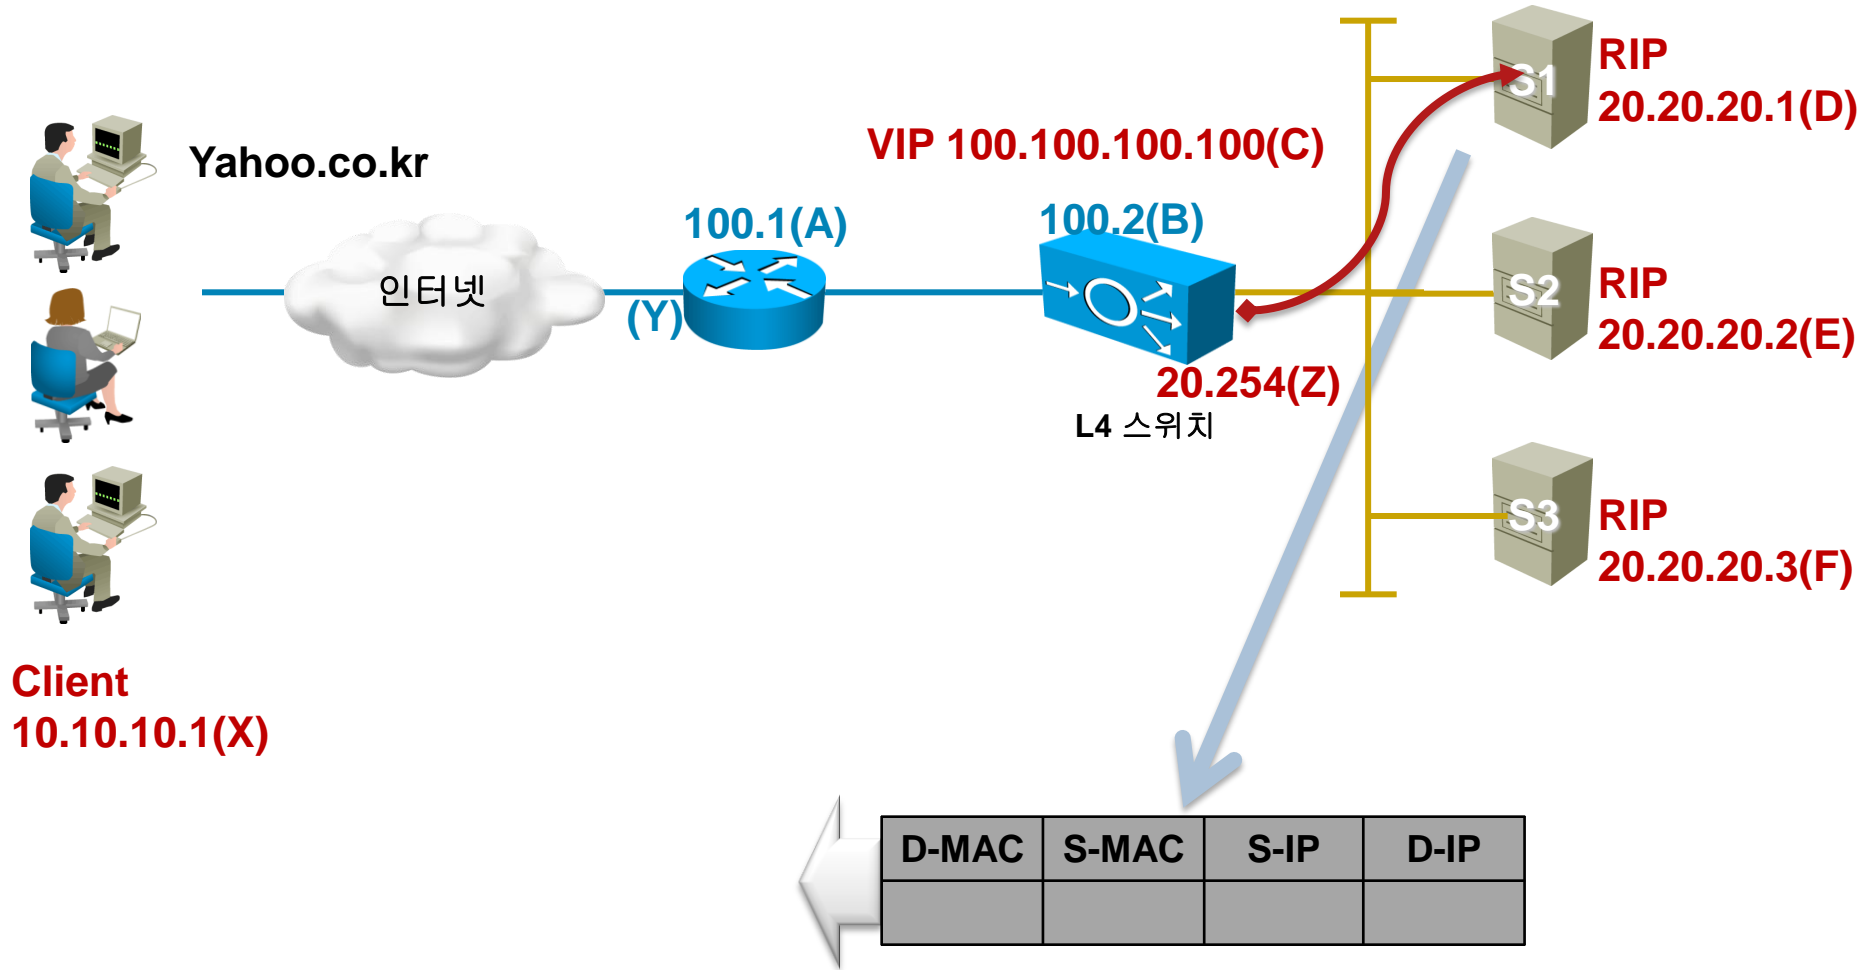 RIP
20.20.20.1(D)
S1
VIP 100.100.100.100(C)
Yahoo.co.kr
100.1(A)
100.2(B)
인터넷
(Y)
S2
RIP
20.20.20.2(E)
20.254(Z)
L4 스위치
S3
RIP
20.20.20.3(F)
Client
10.10.10.1(X)
D-MAC S-MAC S-IP D-IP